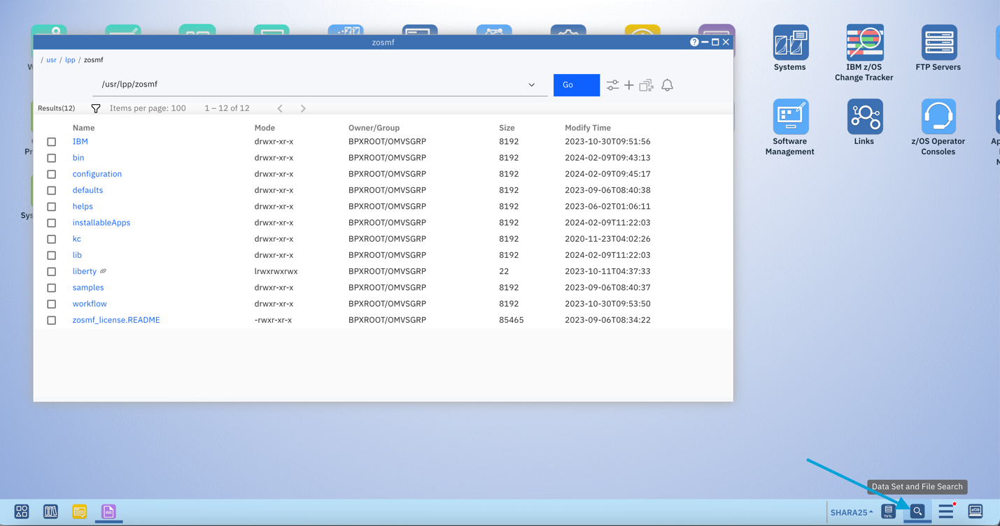 zosmf
/ usr / lpp / zosmf
/usr/lpp/zosmf
Go
Results(12) Items per page: 100 1 – 12 of 12
Name Mode Owner/Group Size Modify Time
IBM drwxr-xr-x BPXROOT/OMVSGRP 8192 2023-10-30T09:51:56
bin drwxr-xr-x BPXROOT/OMVSGRP 8192 2024-02-09T09:43:13
configuration drwxr-xr-x BPXROOT/OMVSGRP 8192 2024-02-09T09:45:17
defaults drwxr-xr-x BPXROOT/OMVSGRP 8192 2023-09-06T08:40:38
helps drwxr-xr-x BPXROOT/OMVSGRP 8192 2023-06-02T01:06:11
installableApps drwxr-xr-x BPXROOT/OMVSGRP 8192 2024-02-09T11:22:03
kc drwxr-xr-x BPXROOT/OMVSGRP 8192 2020-11-23T04:02:26
lib drwxr-xr-x BPXROOT/OMVSGRP 8192 2024-02-09T11:22:03
liberty lrwxrwxrwx BPXROOT/OMVSGRP 22 2023-10-11T04:37:33
samples drwxr-xr-x BPXROOT/OMVSGRP 8192 2023-09-06T08:40:37
workflow drwxr-xr-x BPXROOT/OMVSGRP 8192 2023-10-30T09:53:50
zosmf_license.README -rwxr-xr-x BPXROOT/OMVSGRP 85465 2023-09-06T08:34:22
Systems
IBM z/OS
Change Tracker
FTP Servers
Software
Management
Links
z/OS Operator
Consoles
Sys
Data Set and File Search
SHARA25
76%
z/OS